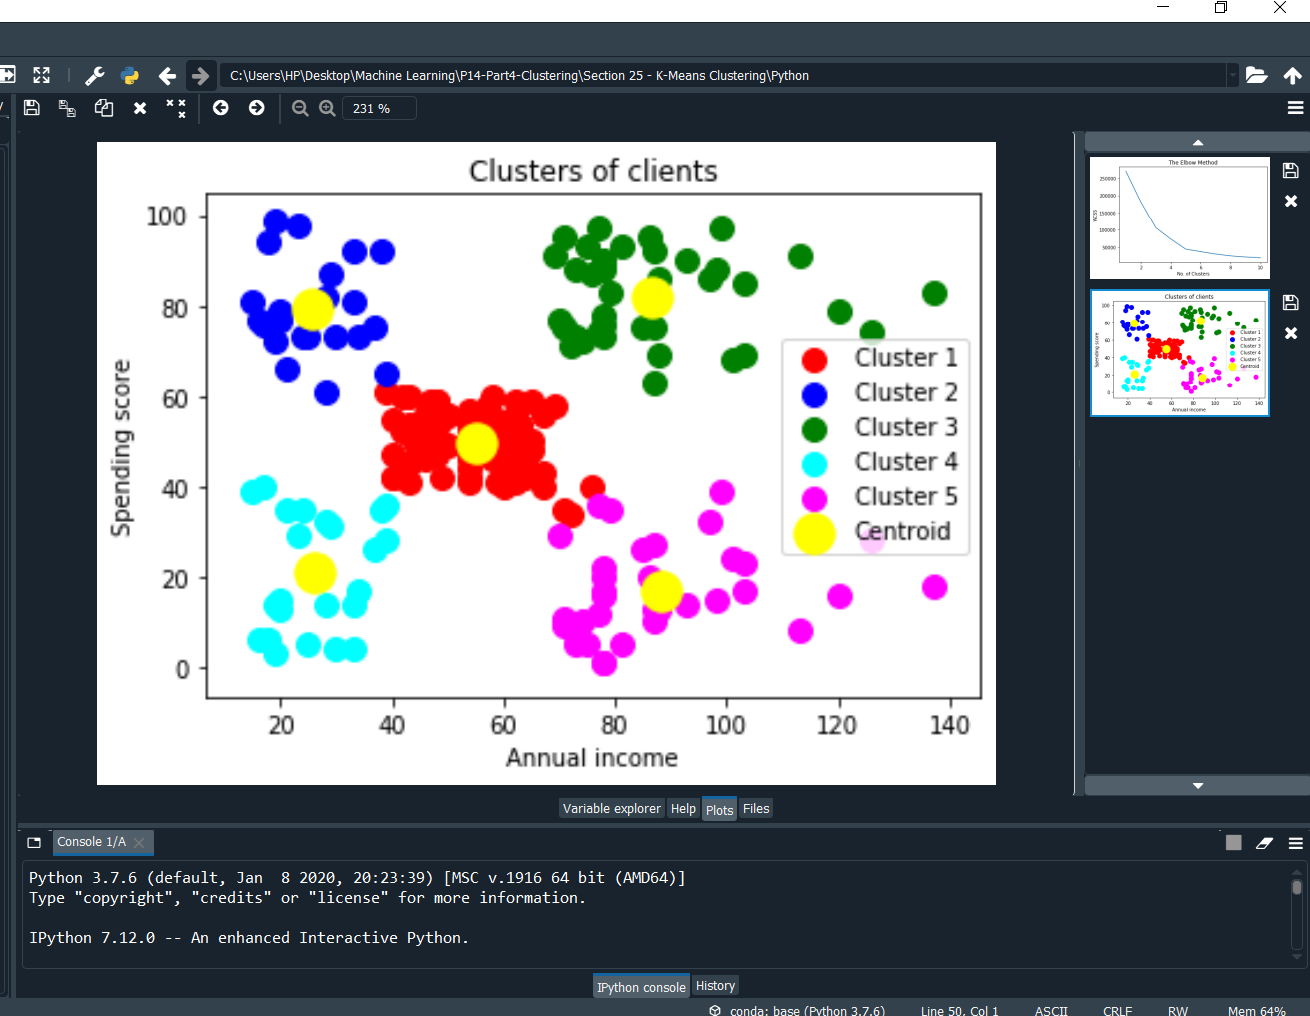 C:\Users\HP\Desktop\Machine Learning\P14-Part4-Clustering\Section 25 - K-Means Clustering\Python
231 %
Clusters of clients
100
80
60
40
20
0
Spending score
20 40 60 80 100 120 140
Annual income
Cluster 1
Cluster 2
Cluster 3
Cluster 4
Cluster 5
Centroid
The Elbow Method
250000
200000
150000
100000
50000
WCSS
2 4 6 8 10
No. of Clusters
Clusters of clients
100
80
60
40
20
0
Spending score
20 40 60 80 100 120 140
Annual income
Cluster 1
Cluster 2
Cluster 3
Cluster 4
Cluster 5
Centroid
Variable explorer Help Plots Files
Console 1/A
Python 3.7.6 (default, Jan  8 2020, 20:23:39) [MSC v.1916 64 bit (AMD64)]
Type "copyright", "credits" or "license" for more information.
IPython 7.12.0 -- An enhanced Interactive Python.
IPython console History
conda: base (Python 3.7.6) Line 50, Col 1 ASCII CRLF RW Mem 64%